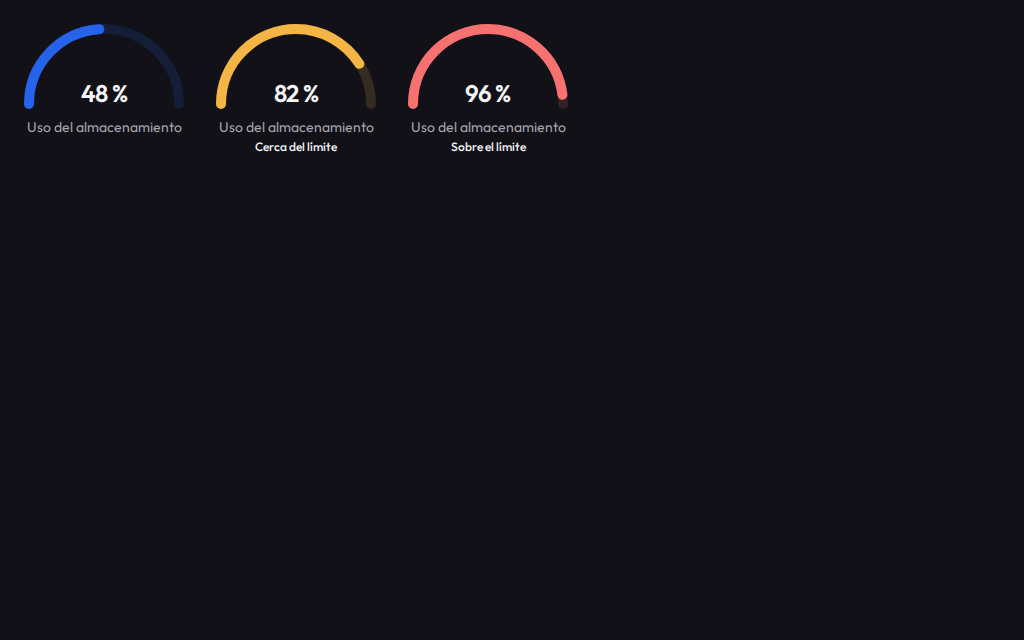 48 %
Uso del almacenamiento
82 %
Uso del almacenamiento
Cerca del límite
96 %
Uso del almacenamiento
Sobre el límite